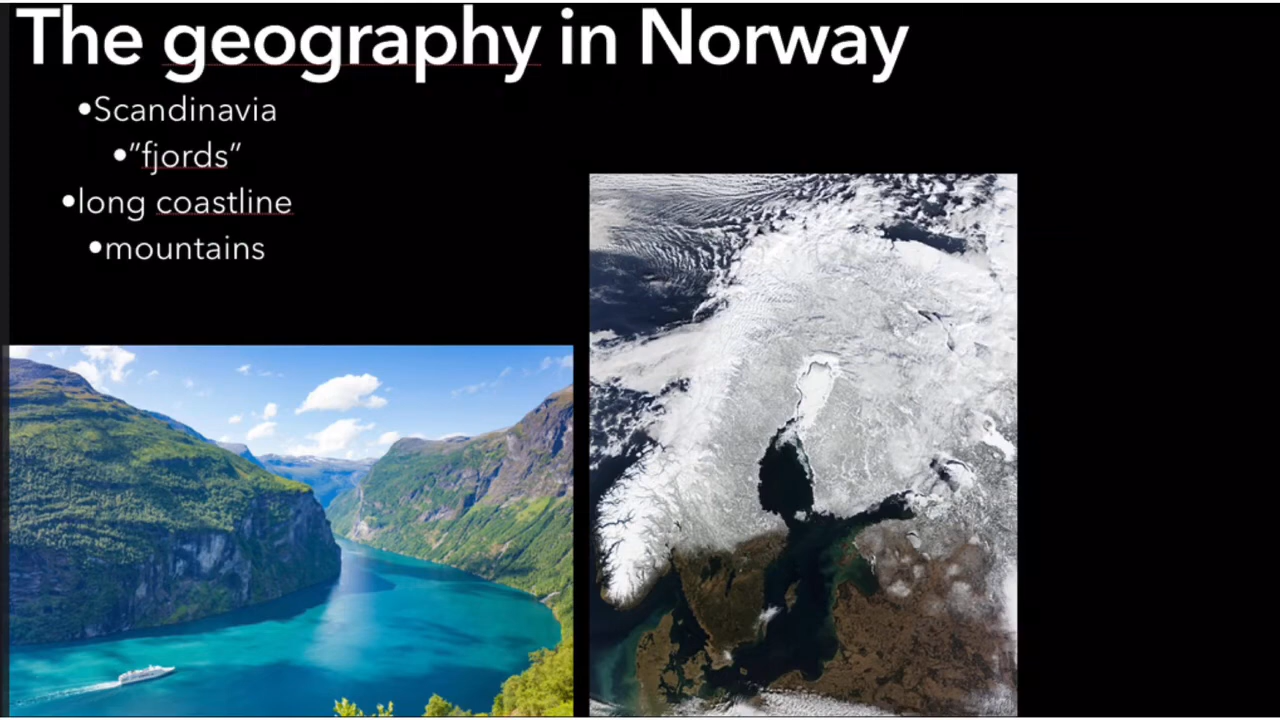 The geography in Norway
•Scandinavia
•”fjords”
•long coastline
•mountains